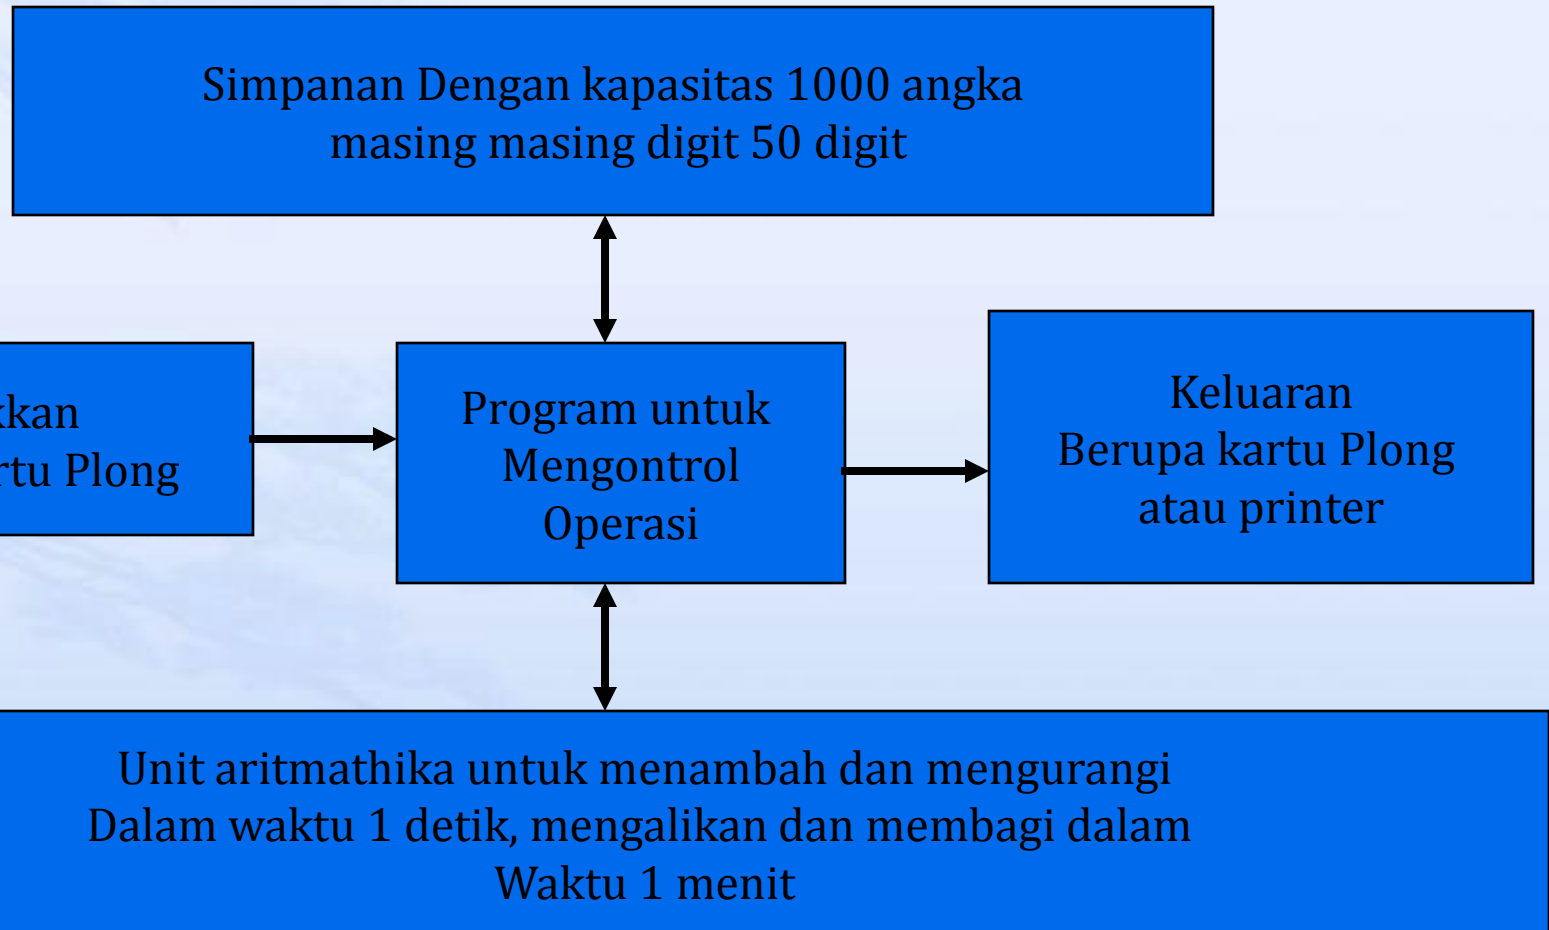 Simpanan Dengan kapasitas 1000 angka
masing masing digit 50 digit
Program untuk
Mengontrol
Operasi
Keluaran
Berupa kartu Plong
atau printer
Plong
Unit aritmathika untuk menambah dan mengurangi
Dalam waktu 1 detik, mengalikan dan membagi dalam
Waktu 1 menit